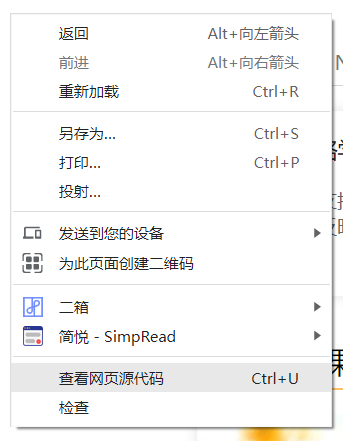 返回 Alt+向左箭头
前进 Alt+向右箭头
重新加载 Ctrl+R
另存为... Ctrl+S
打印... Ctrl+P
投射...
发送到您的设备
为此页面创建二维码
二箱
简悦 - SimpRead
查看网页源代码 Ctrl+U
检查